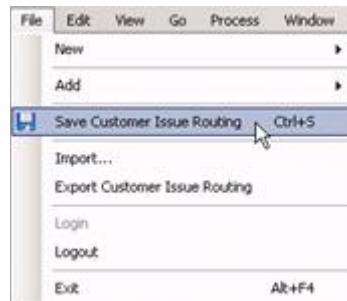 File Edit View Go Process Window
New
Add
Save Customer Issue Routing Ctrl+S
Import...
Export Customer Issue Routing
Login
Logout
Exit Alt+F4